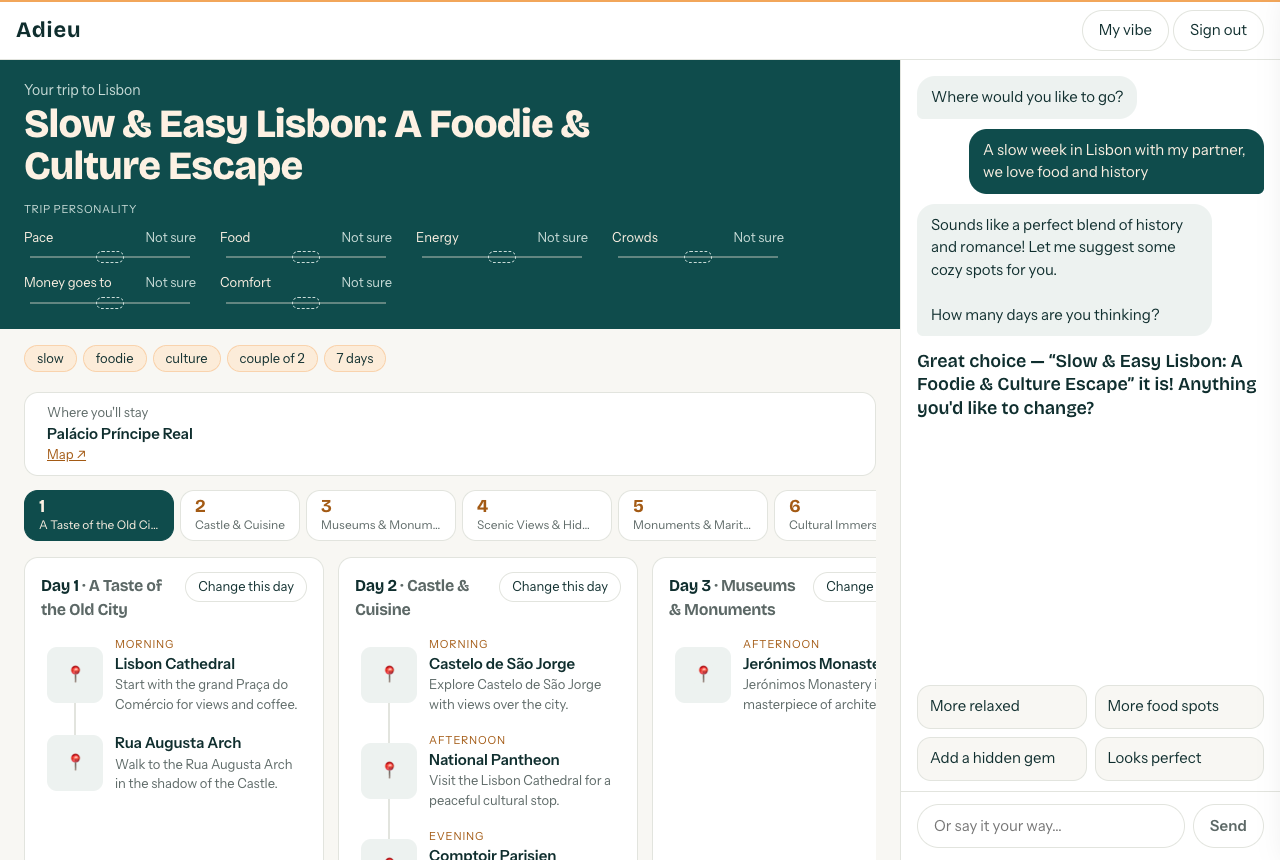 Adieu
My vibe
Sign out
Your trip to Lisbon
Slow & Easy Lisbon: A Foodie &
Culture Escape
TRIP PERSONALITY
Pace Not sure
Food Not sure
Energy Not sure
Crowds Not sure
Money goes to Not sure
Comfort Not sure
slow
foodie
culture
couple of 2
7 days
Where you'll stay
Palácio Príncipe Real
Map ↗
1
A Taste of the Old Ci...
2
Castle & Cuisine
3
Museums & Monum...
4
Scenic Views & Hid...
5
Monuments & Marit...
6
Cultural Immers
Day 1 · A Taste of
the Old City
Change this day
MORNING
Lisbon Cathedral
Start with the grand Praça do
Comércio for views and coffee.
Rua Augusta Arch
Walk to the Rua Augusta Arch
in the shadow of the Castle.
Day 2 · Castle &
Cuisine
Change this day
MORNING
Castelo de São Jorge
Explore Castelo de São Jorge
with views over the city.
AFTERNOON
National Pantheon
Visit the Lisbon Cathedral for a
peaceful cultural stop.
EVENING
Comptoir Parisien
Day 3 · Museums
& Monuments
Change
AFTERNOON
Jerónimos Monaste
Jerónimos Monastery i
masterpiece of archite
Where would you like to go?
A slow week in Lisbon with my partner,
we love food and history
Sounds like a perfect blend of history
and romance! Let me suggest some
cozy spots for you.
How many days are you thinking?
Great choice — “Slow & Easy Lisbon: A
Foodie & Culture Escape” it is! Anything
you'd like to change?
More relaxed
More food spots
Add a hidden gem
Looks perfect
Or say it your way...
Send